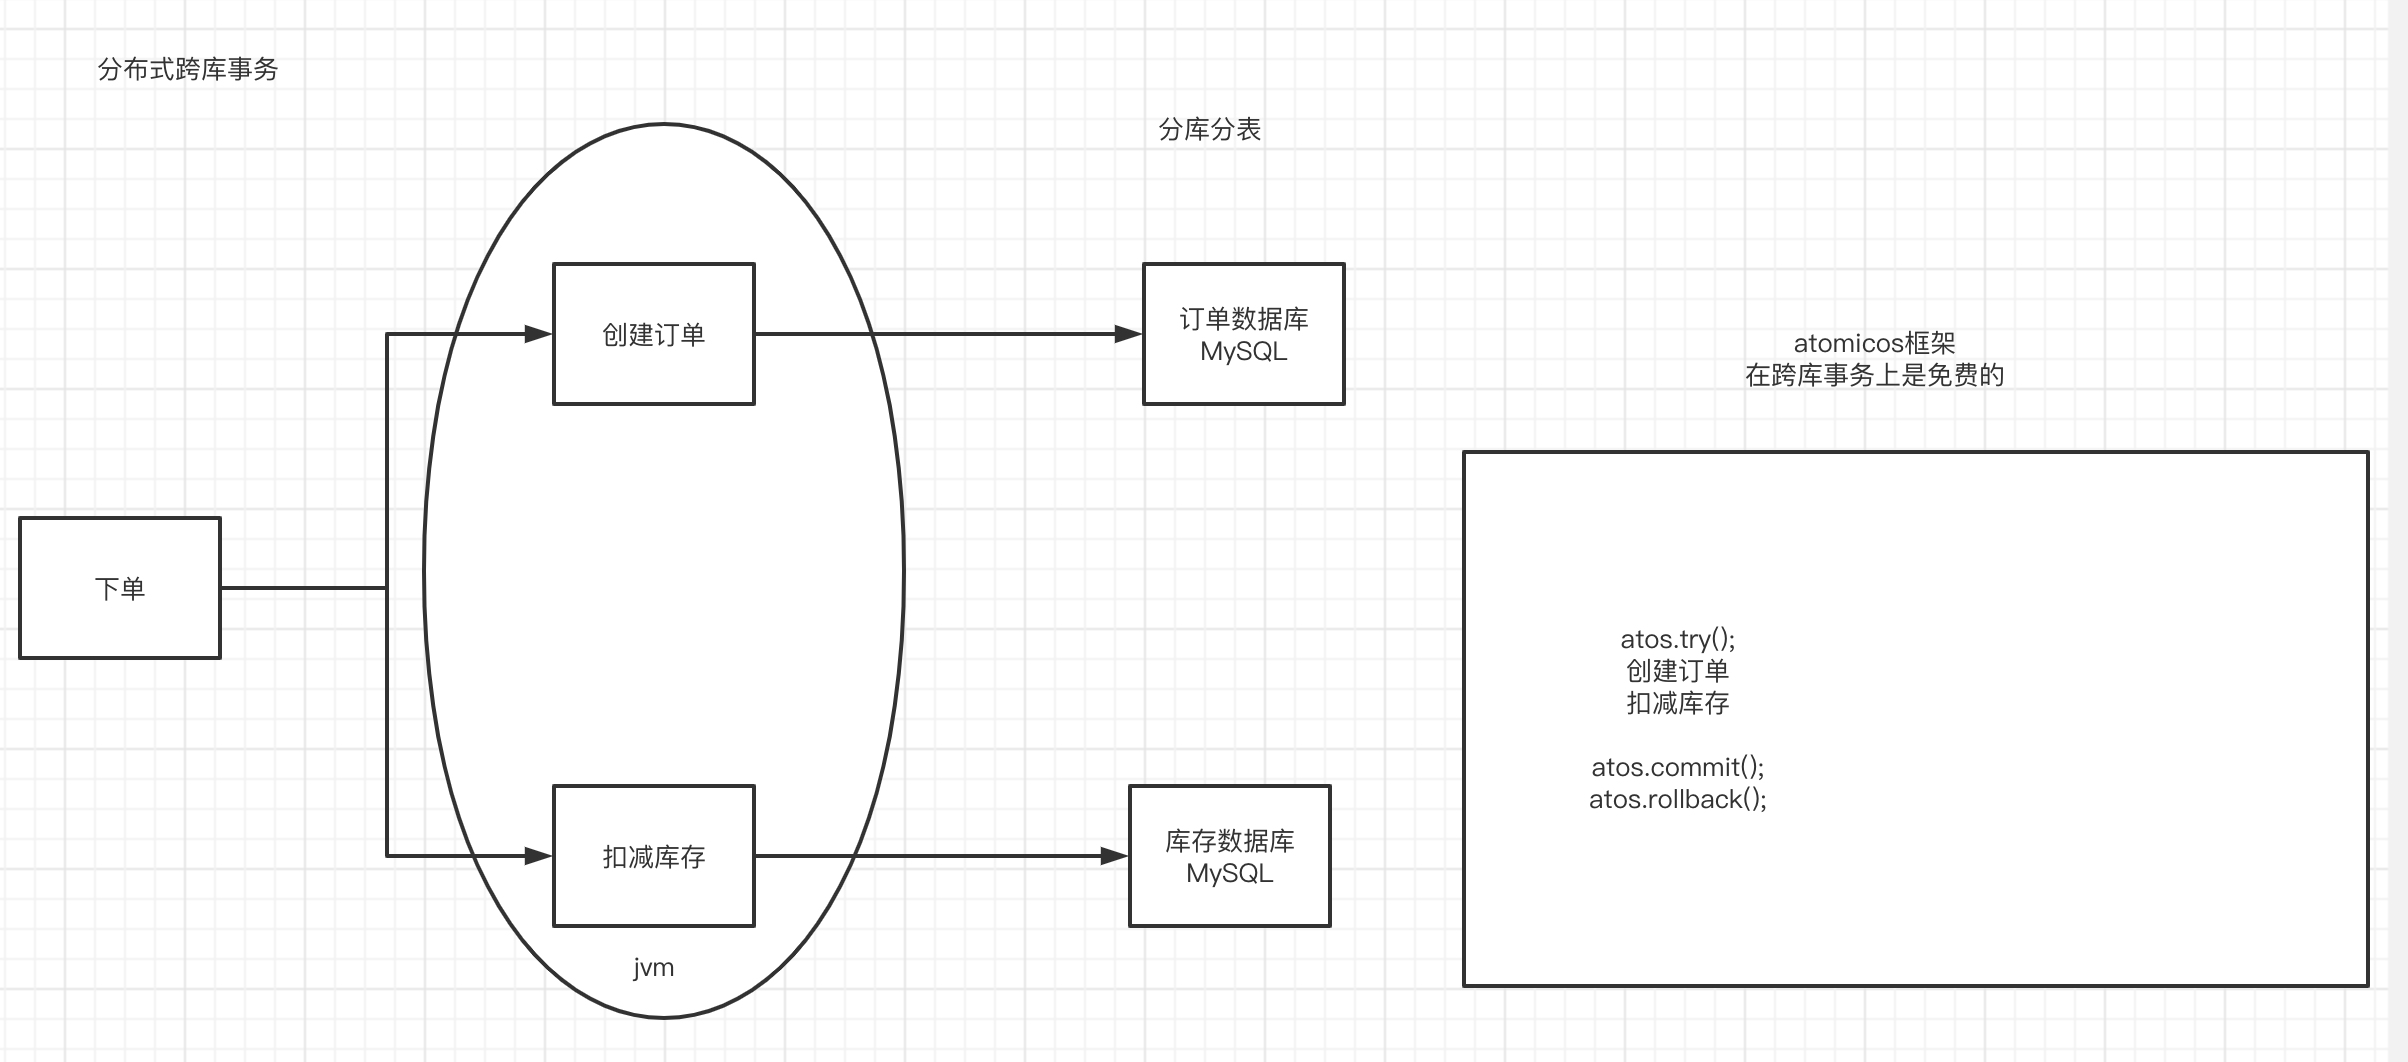 分布式跨库事务
分库分表
创建订单
订单数据库
MySQL
atomicos框架
在跨库事务上是免费的
下单
atos.try();
创建订单
扣减库存
atos.commit();
atos.rollback();
扣减库存
库存数据库
MySQL
jvm